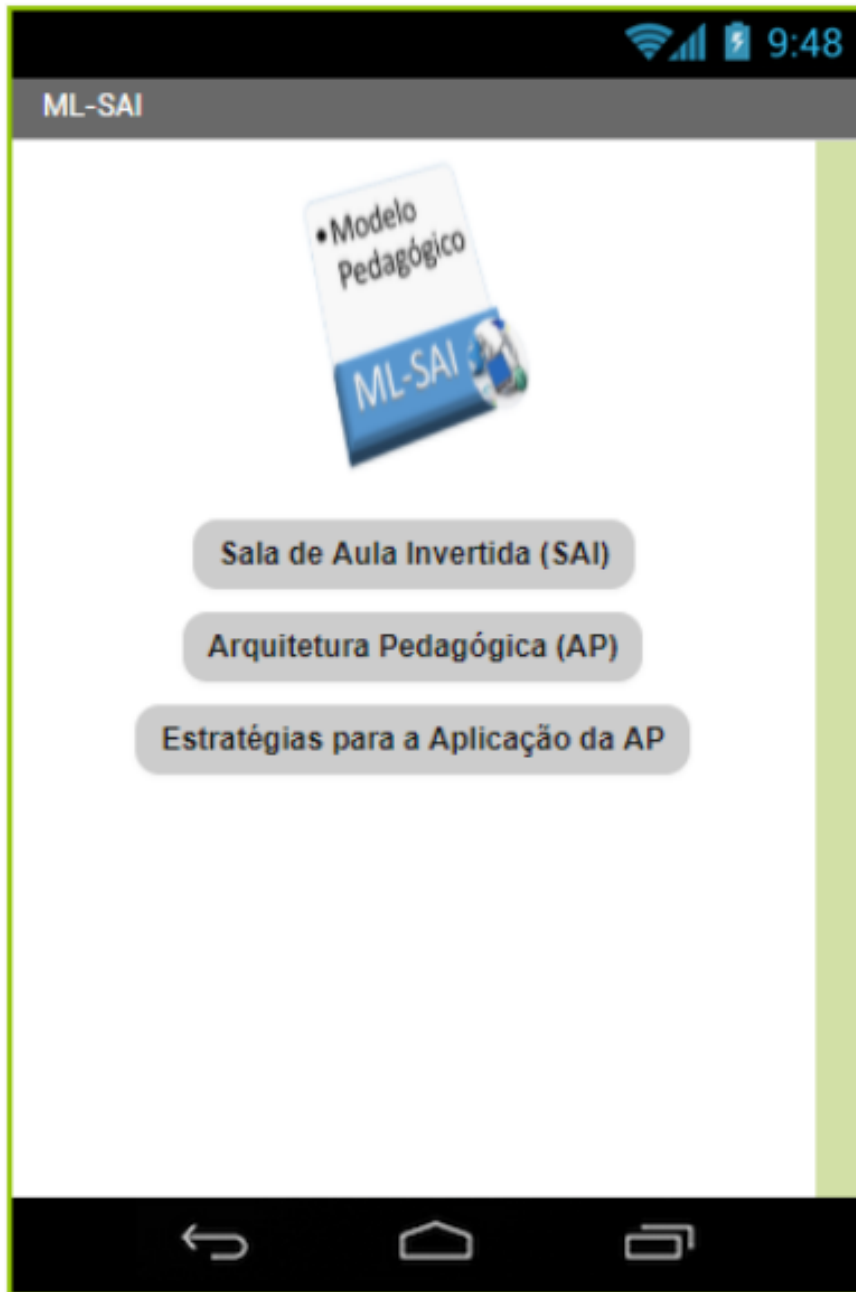 9:48
ML-SAI
•Modelo
Pedagógico
ML-SAI
Sala de Aula Invertida (SAI)
Arquitetura Pedagógica (AP)
Estratégias para a Aplicação da AP